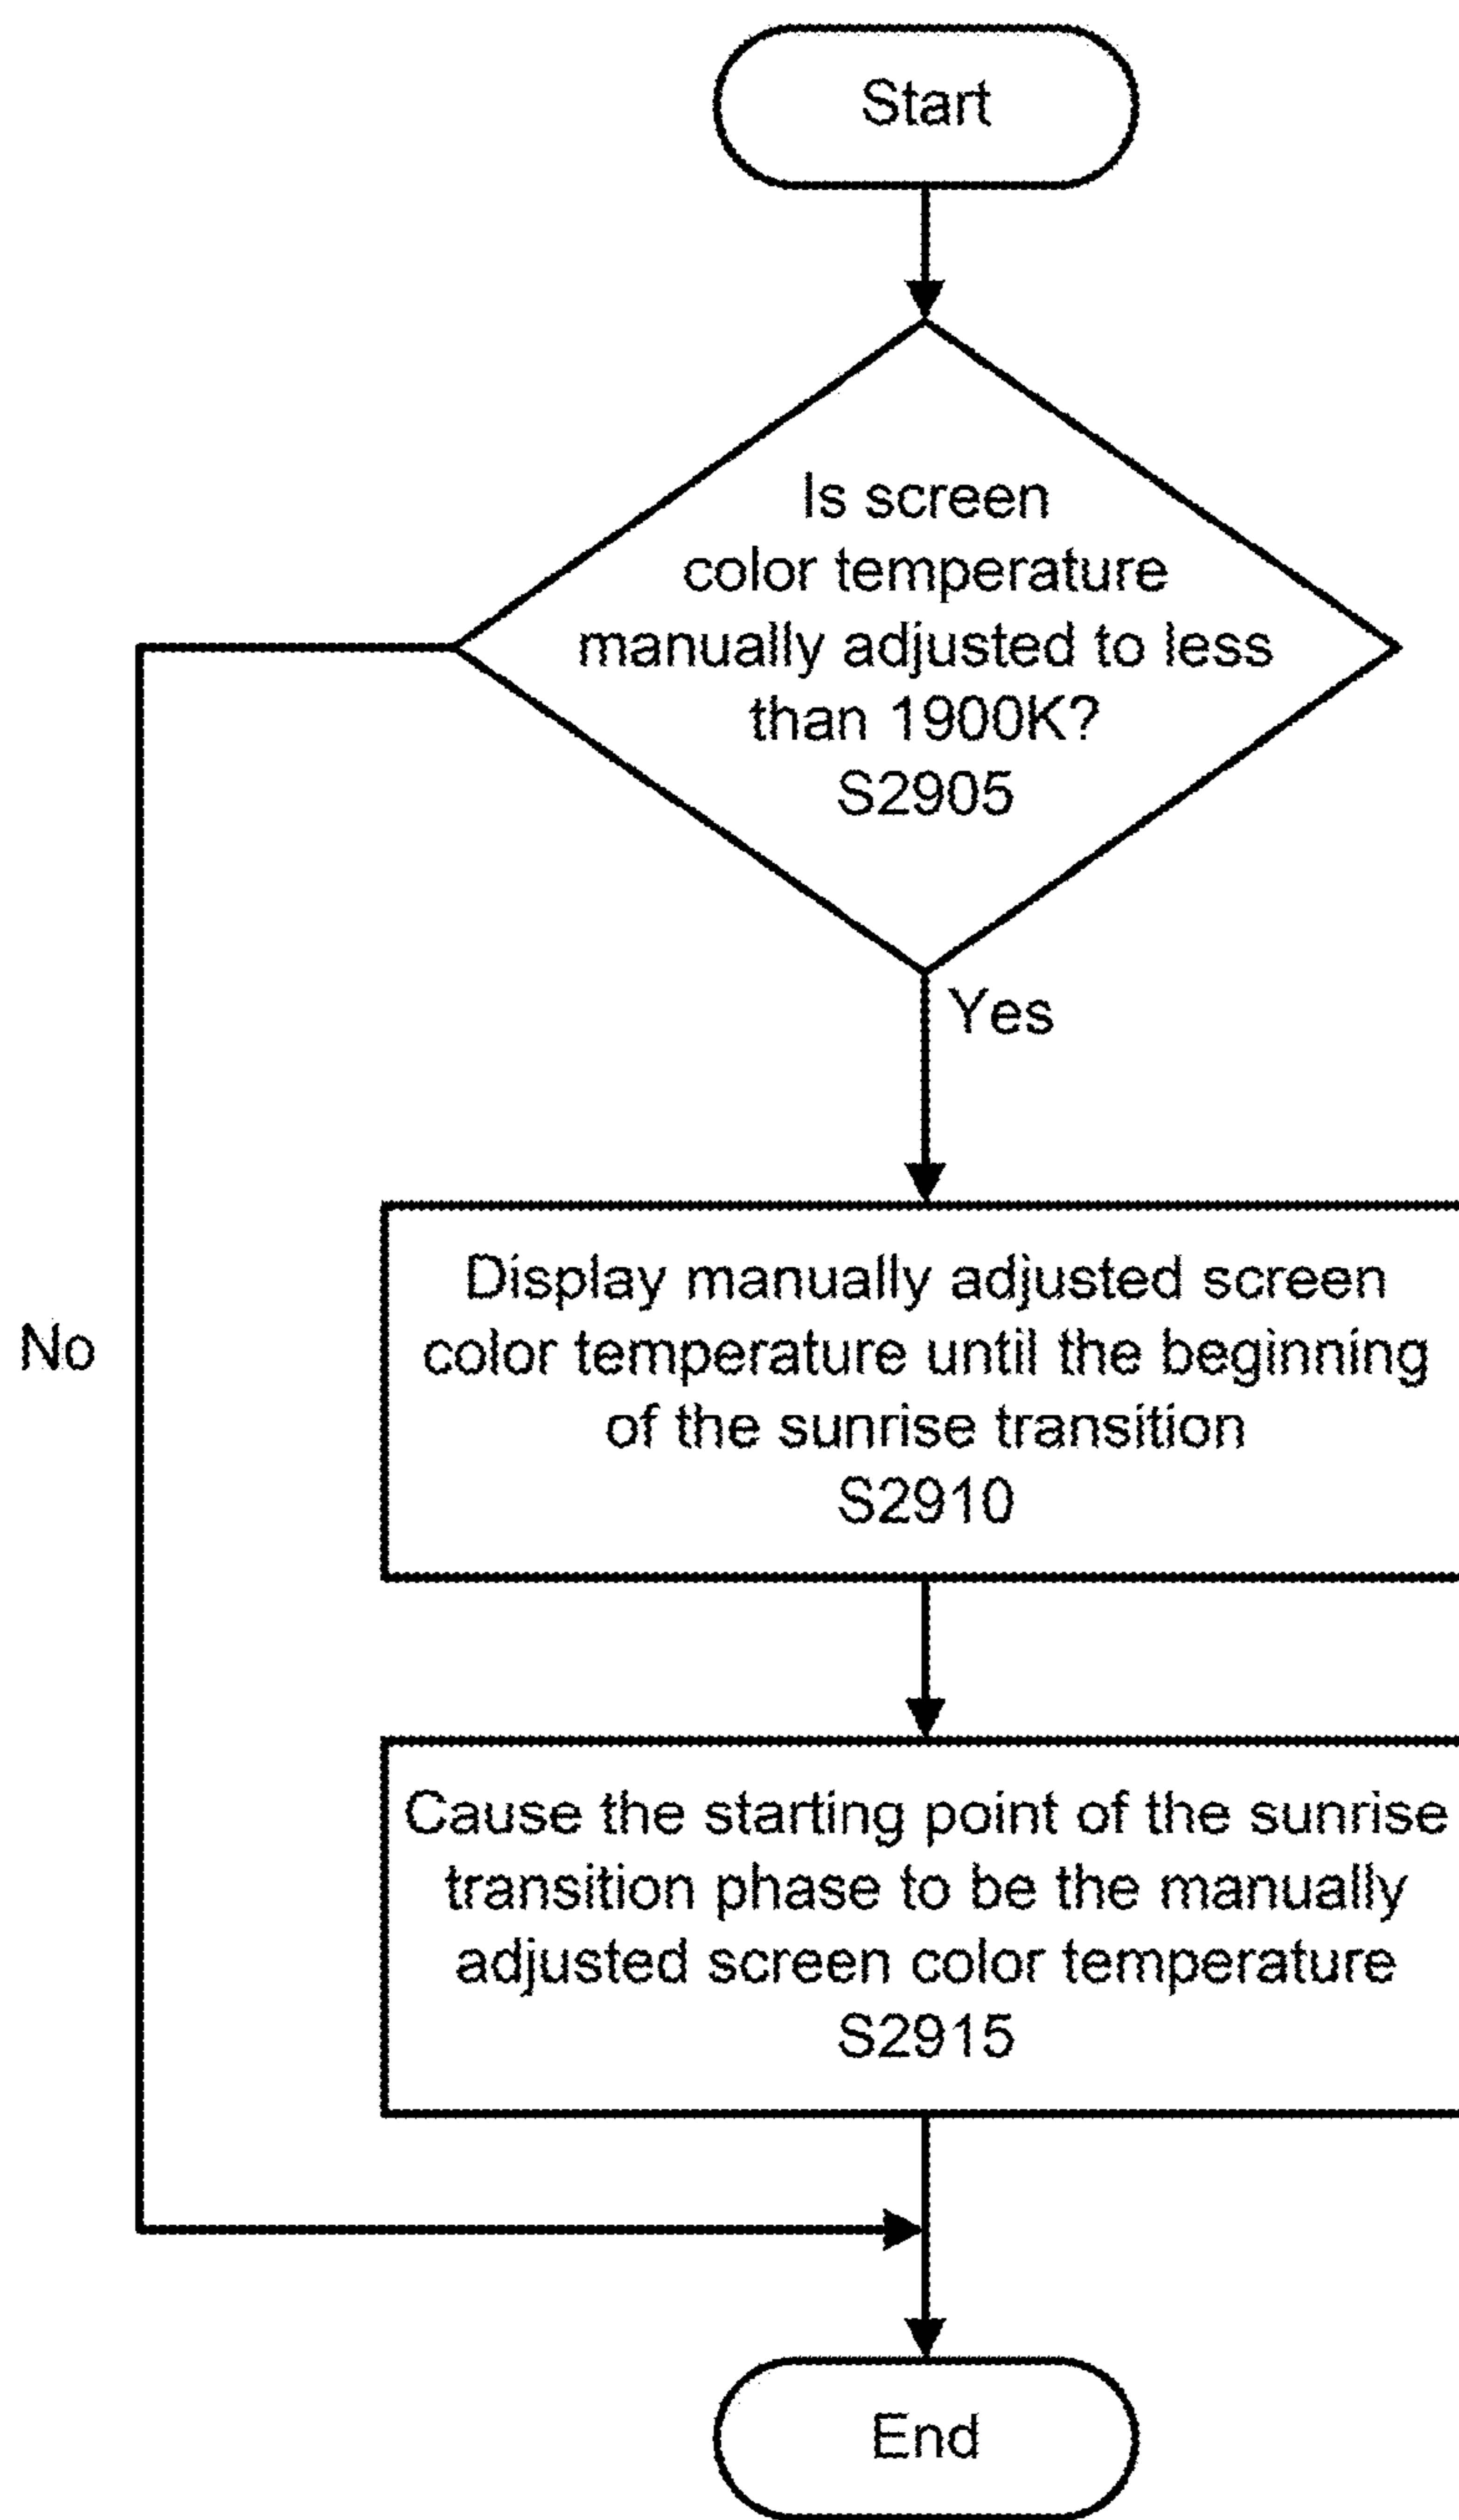 Start
Is screen
color temperature
manually adjusted to less
than 1900K?
S2905
Yes
Display manually adjusted screen
color temperature until the beginning
of the sunrise transition
S2910
No
Cause the starting point of the sunrise
transition phase to be the manually
adjusted screen color temperature
S2915
End